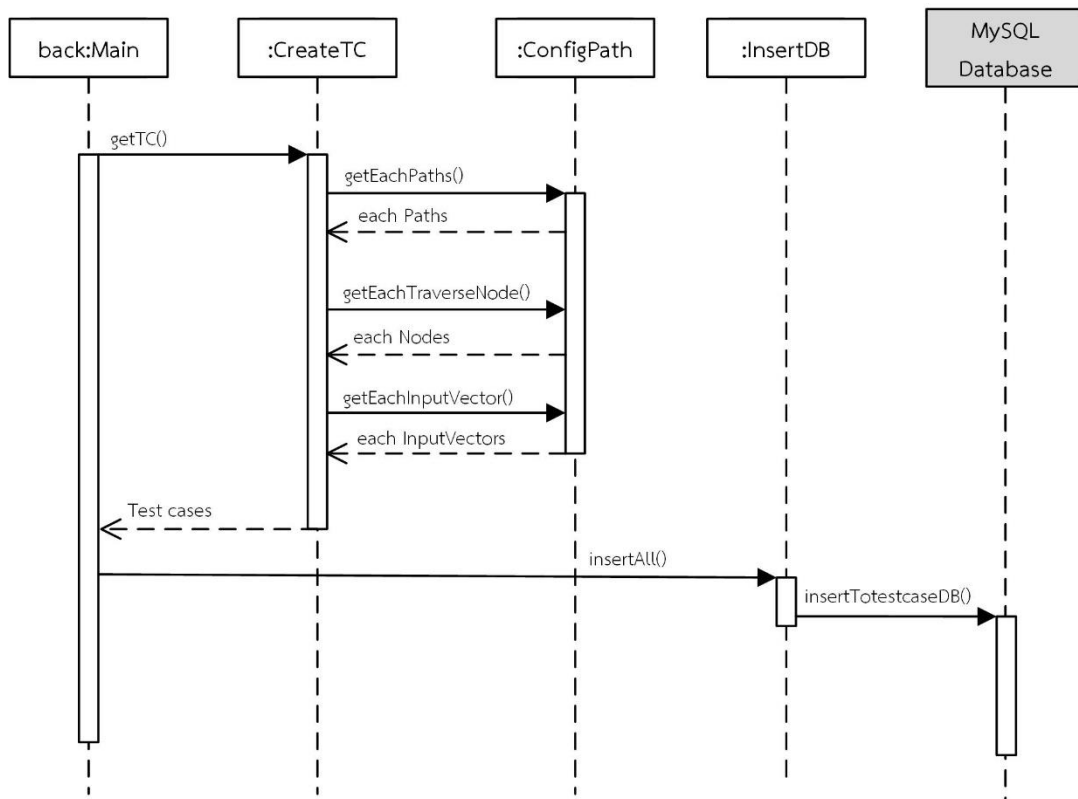 back:Main
:CreateTC
:ConfigPath
:InsertDB
MySQL
Database
getTC()
getEachPaths()
each Paths
getEachTraverseNode()
each Nodes
getEachInputVector()
each InputVectors
Test cases
insertAll()
insertTotestcaseDB()